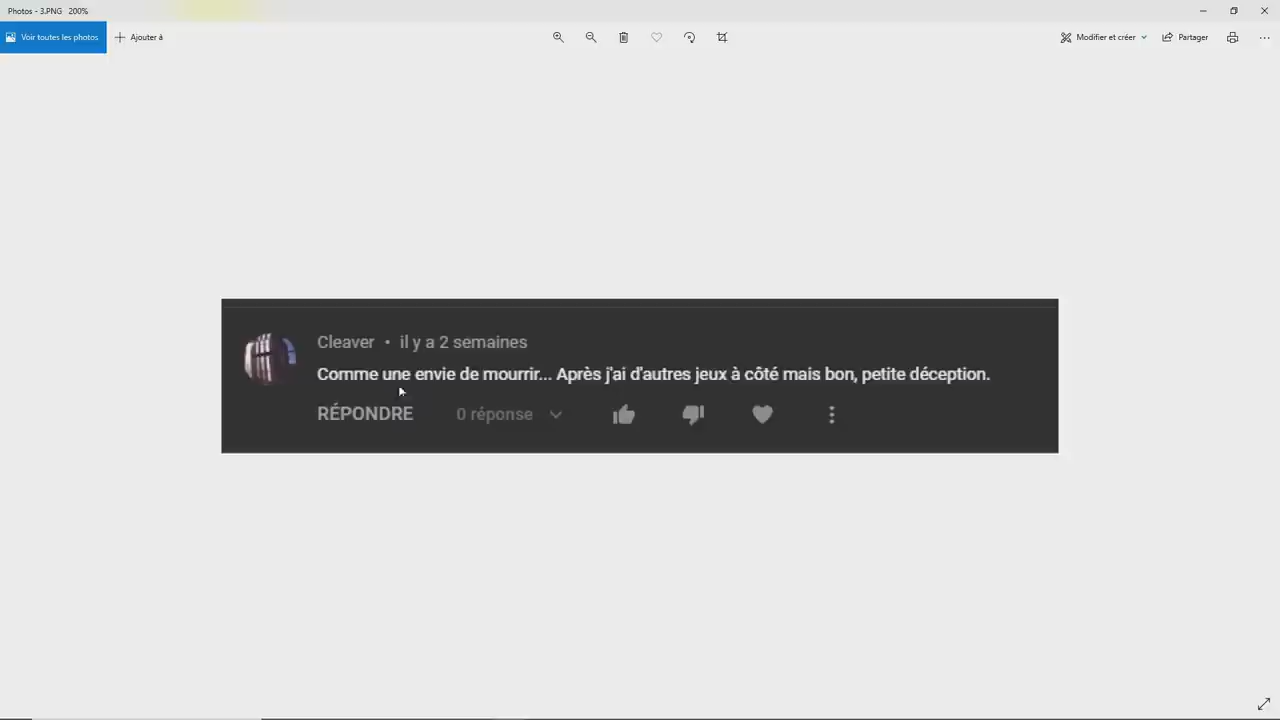 Photos - 3.PNG 200%
Voir toutes les photos Ajouter à Modifier et créer Partager
Cleaver • il y a 2 semaines
Comme une envie de mourrir... Après j'ai d'autres jeux à côté mais bon, petite déception.
RÉPONDRE 0 réponse